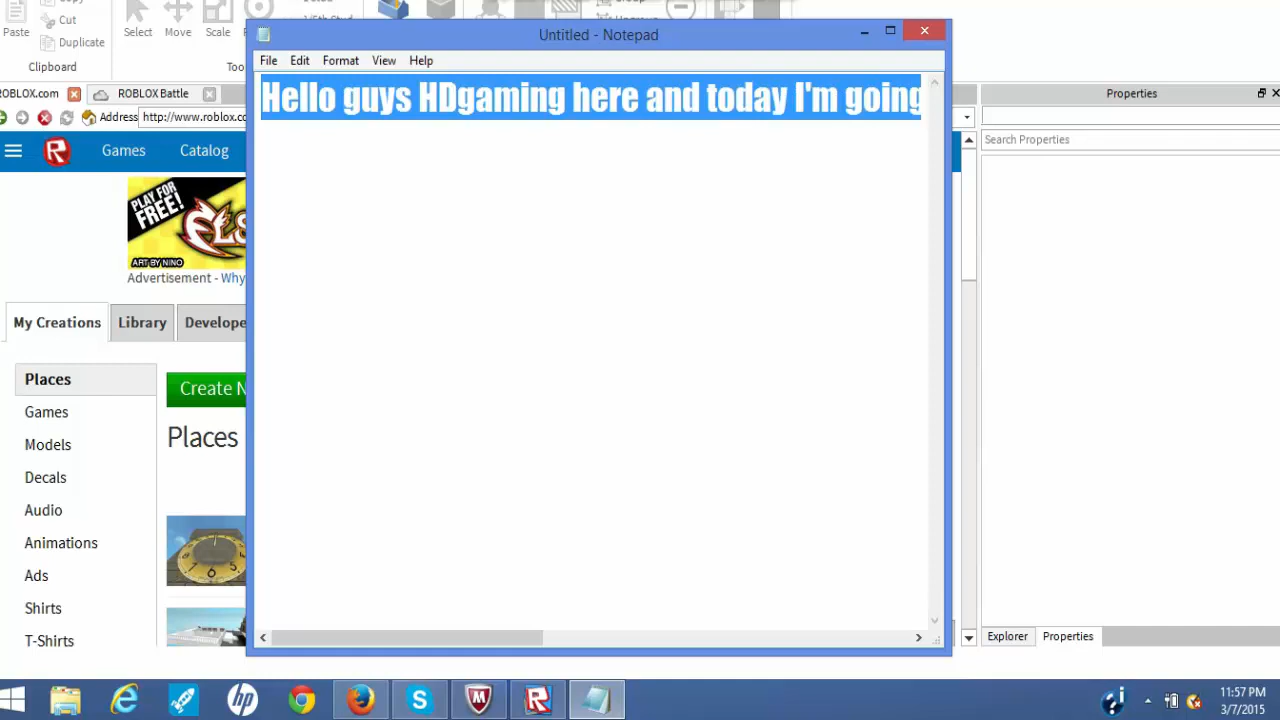 Paste
Cut
Duplicate
Select Move Scale
Clipboard
Untitled - Notepad
File Edit Format View Help
Hello guys HDgaming here and today I'm going
ROBLOX.com ROBLOX Battle
Address http://www.roblox.co
Games Catalog
PLAY FOR FREE!
ELS
ART BY NINO
Advertisement - Why
My Creations Library Develope
Places
Games
Models
Decals
Audio
Animations
Ads
Shirts
T-Shirts
Create N
Places
Properties
Search Properties
Explorer Properties
11:57 PM
3/7/2015